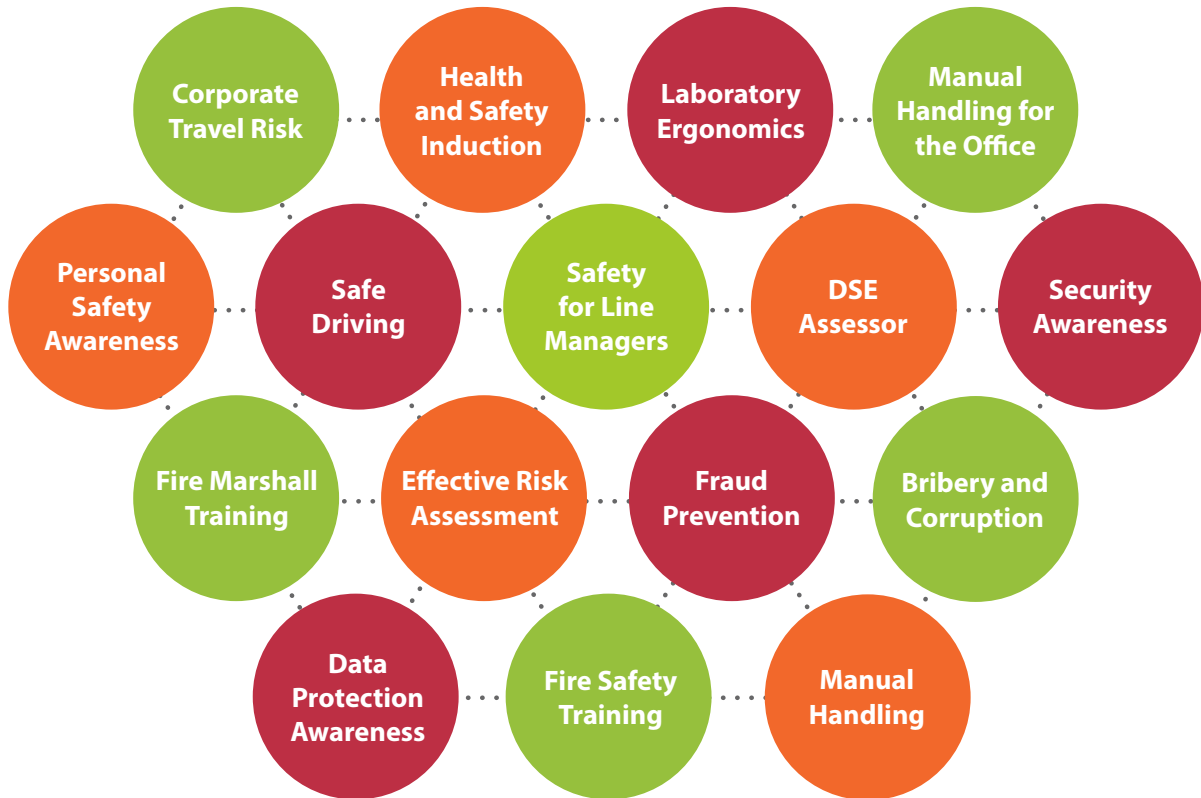 Corporate
Travel Risk
Health
and Safety
Induction
Laboratory
Ergonomics
Manual
Handling for
the Office
Personal
Safety
Awareness
Safe
Driving
Safety
for Line
Managers
DSE
Assessor
Security
Awareness
Fire Marshall
Training
Effective Risk
Assessment
Fraud
Prevention
Bribery and
Corruption
Data
Protection
Awareness
Fire Safety
Training
Manual
Handling